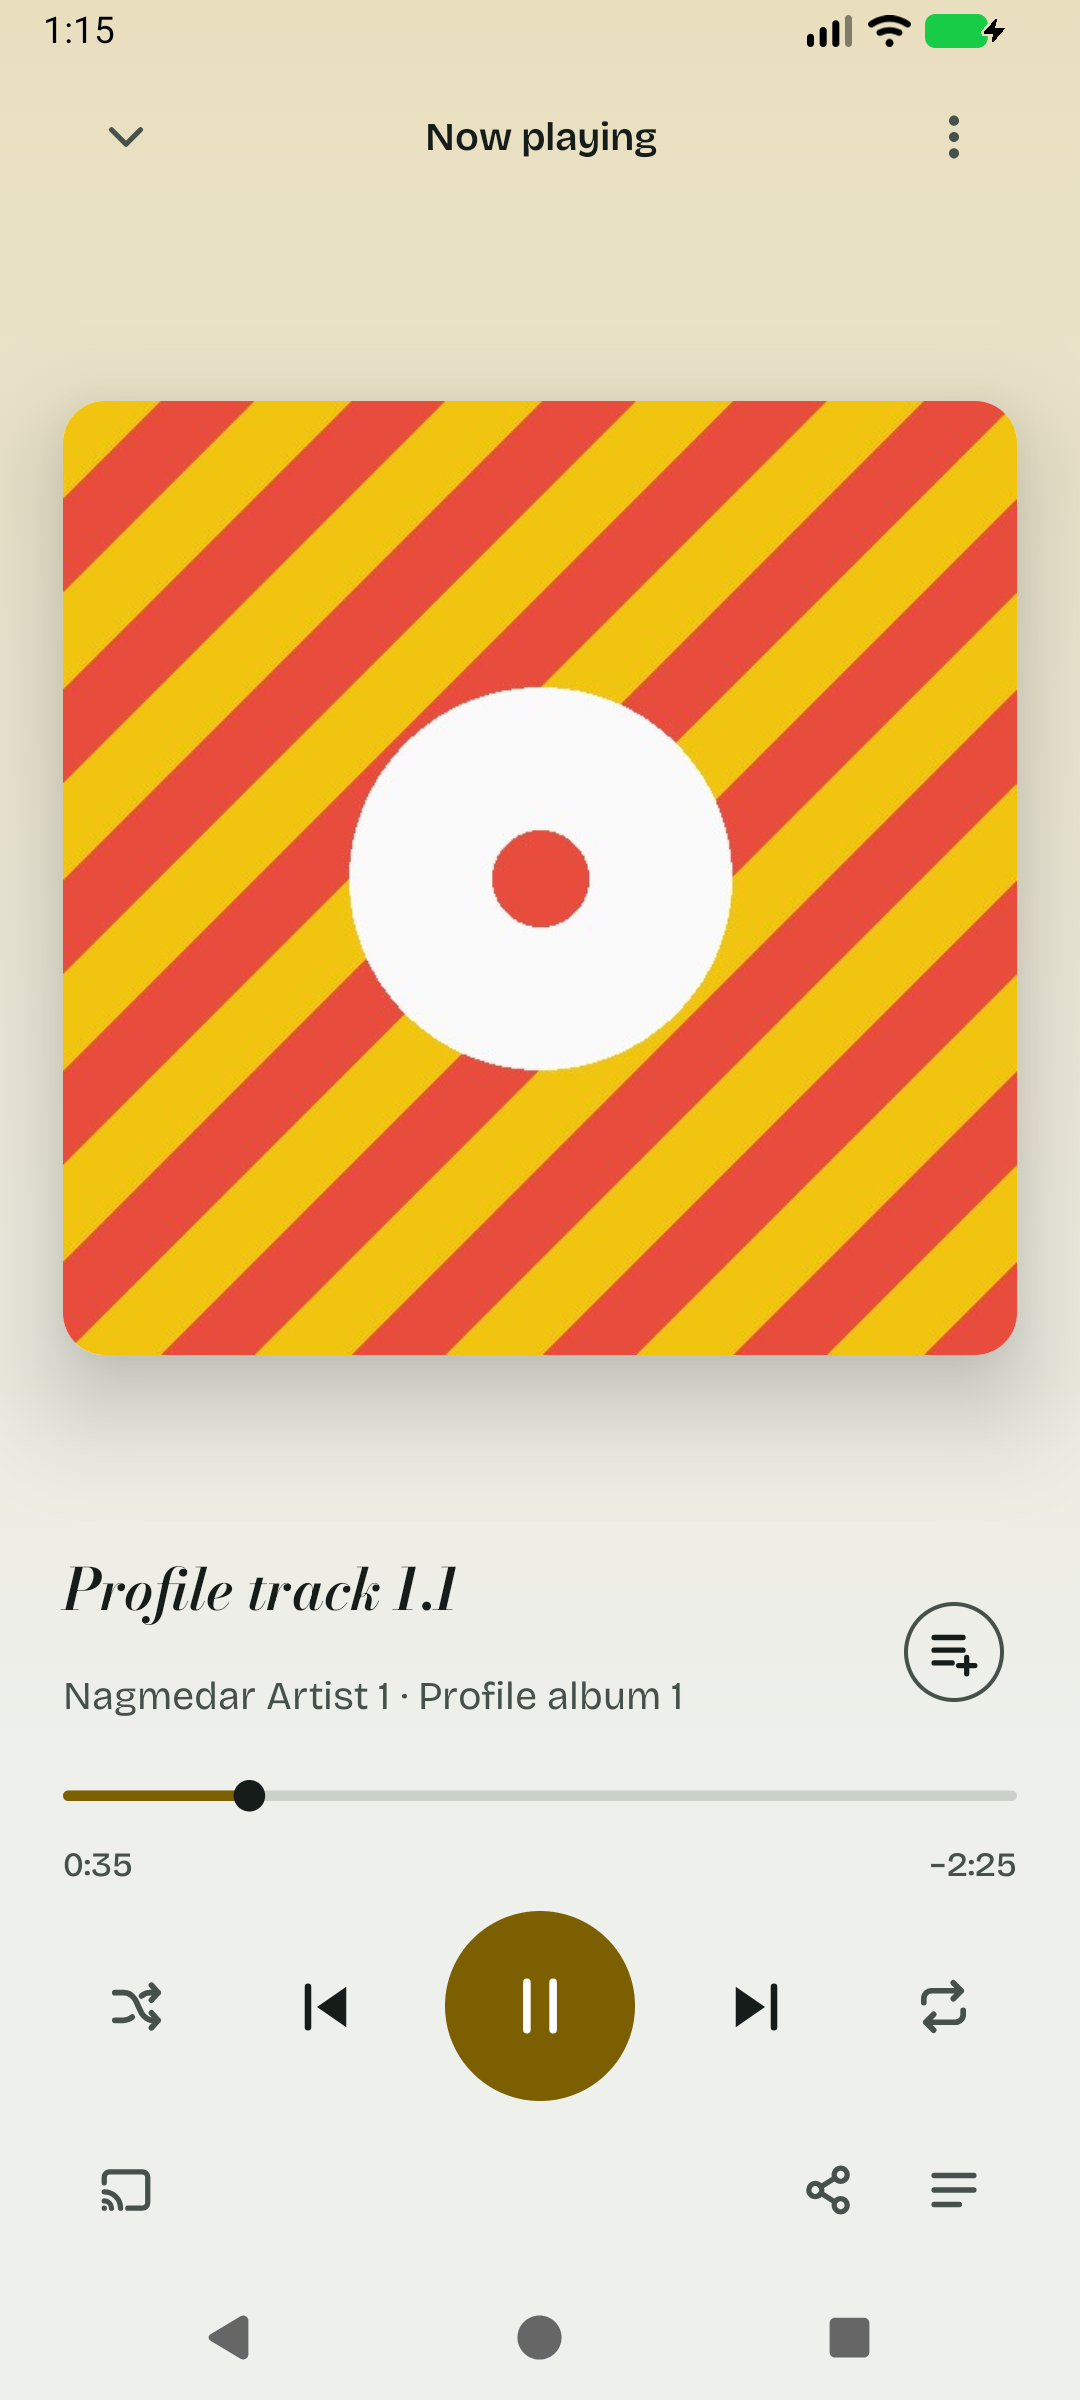 1:15
Now playing
Profile track 1.1
Nagmedar Artist 1 · Profile album 1
0:35
−2:25